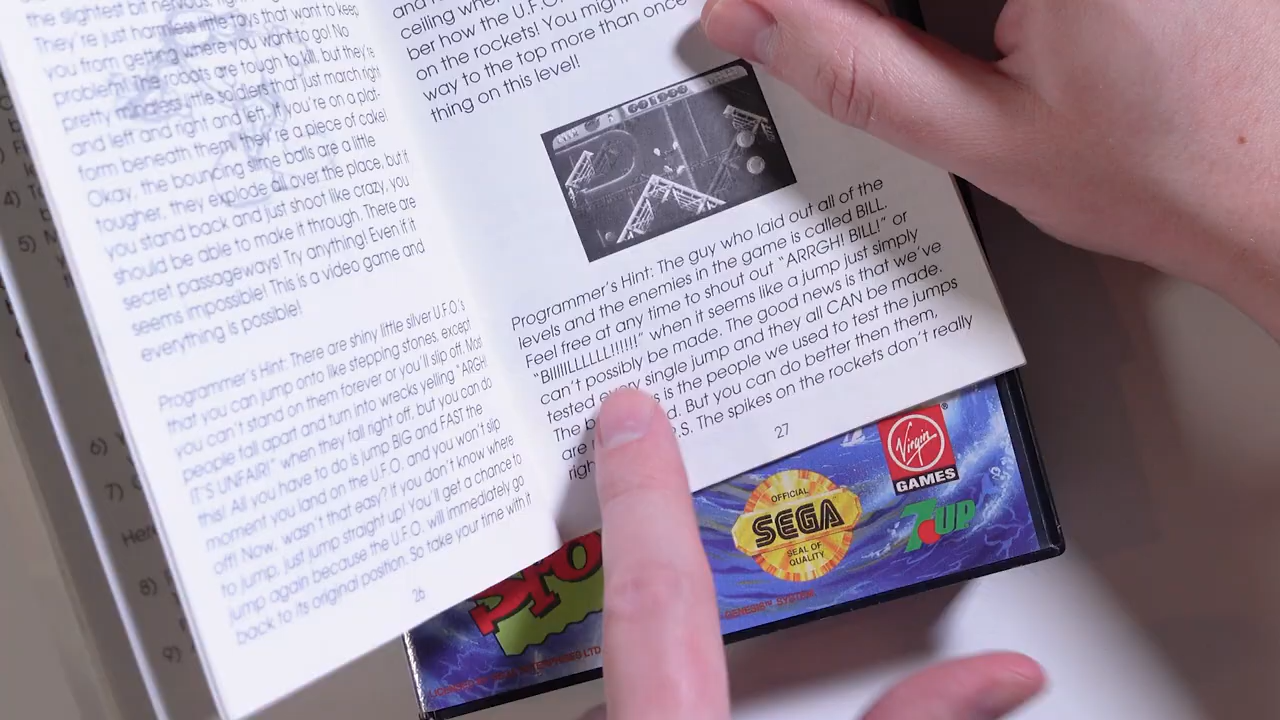 the slightest bit nervous, right
They're just harmless little toys that want to keep
you from getting where you want to go! No
problem! The robots are tough to kill, but they're
pretty mindless little soldiers that just march right
and left and right and left. If you're on a plat-
form beneath them, they're a piece of cake!
Okay, the bouncing slime balls are a little
tougher, they explode all over the place, but if
you stand back and just shoot like crazy, you
should be able to make it through. There are
secret passageways! Try anything! Even if it
seems impossible! This is a video game and
everything is possible!
Programmer's Hint: There are shiny little silver U.F.O.'s
that you can jump onto like stepping stones, except
you can't stand on them forever or you'll slip off. Most
people fall apart and turn into wrecks yelling "ARGH!
IT'S UNFAIR!" when they fall right off, but you can do
this! All you have to do is jump BIG and FAST the
moment you land on the U.F.O. and you won't slip
off! Now, wasn't that easy? If you don't know where
to jump, just jump straight up! You'll get a chance to
jump again because the U.F.O. will immediately go
back to its original position. So take your time with it
26
ceiling
ber how the U.F.O.
on the rockets! You might
way to the top more than once
thing on this level!
Programmer's Hint: The guy who laid out all of the
levels and the enemies in the game is called BILL.
Feel free at any time to shout out "ARRGH! BILL!" or
"BIIIIILLLLL!!!!!!" when it seems like a jump just simply
can't possibly be made. The good news is that we've
tested every single jump and they all CAN be made.
The is the people we used to test the jumps
are But you can do better then them,
P.S. The spikes on the rockets don't really
27
Virgin
GAMES
OFFICIAL
SEGA
SEAL OF
QUALITY
7UP
GENESIS™ SYSTEM
4)
5)
6)
7)
8)
9)